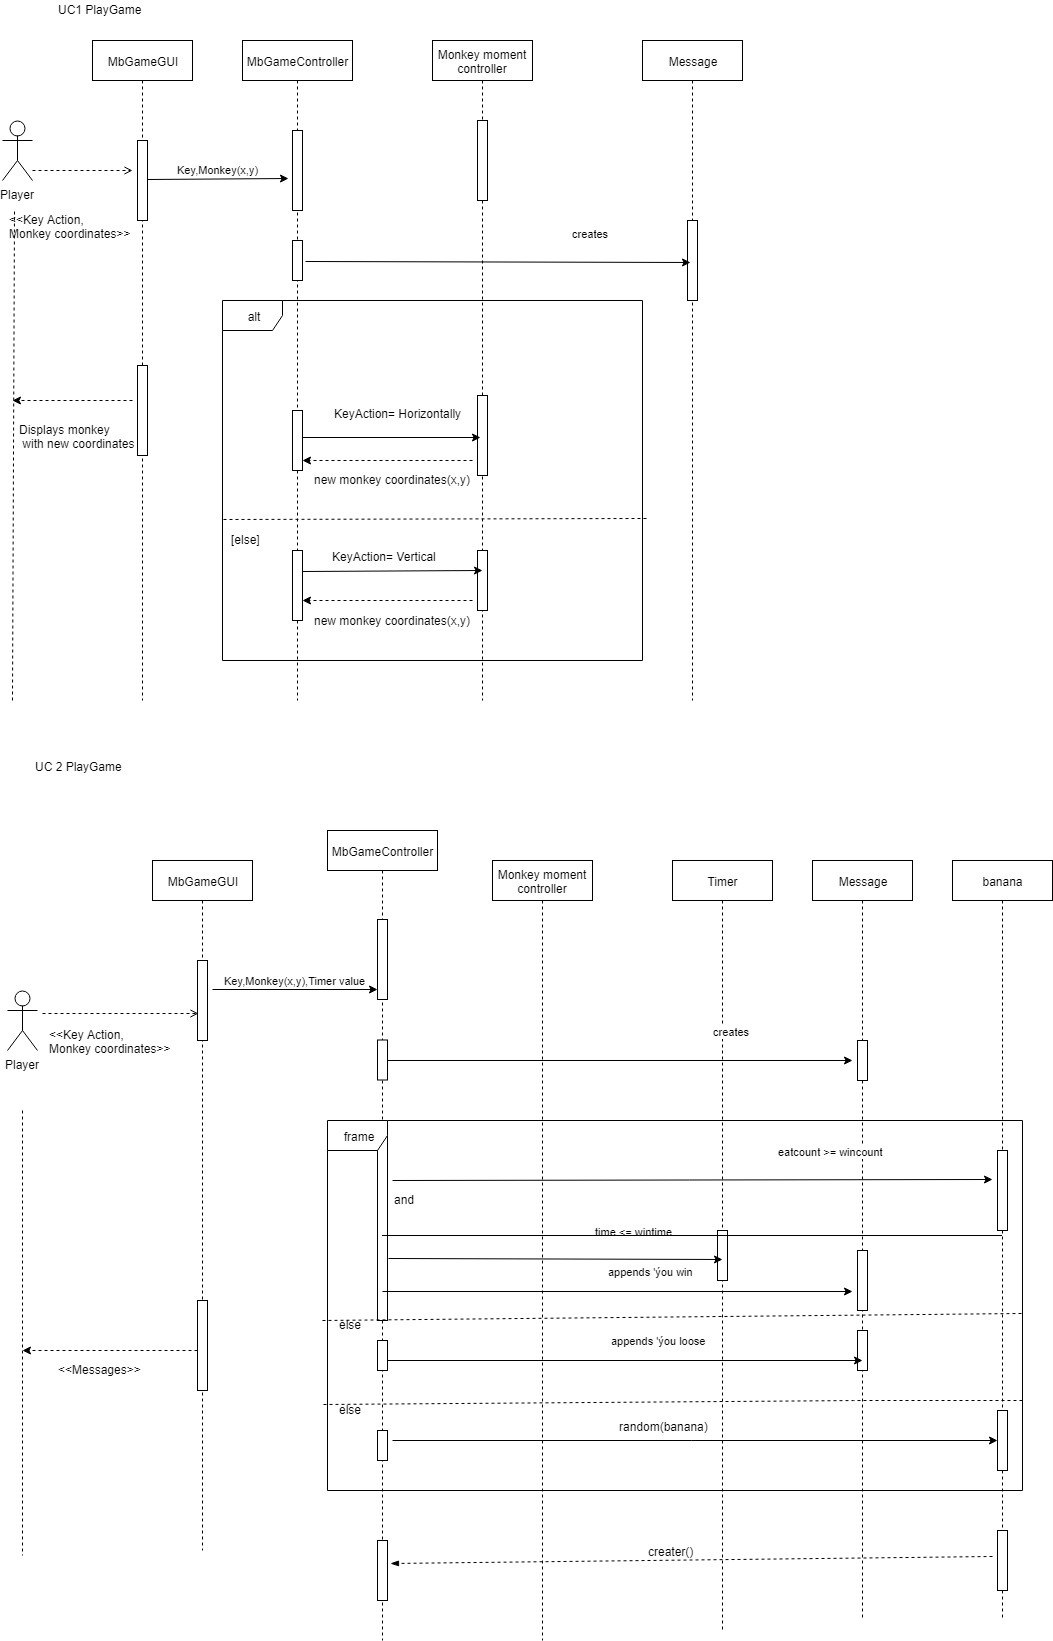 UC1 PlayGame
MbGameGUI
MbGameController
Monkey moment
controller
Message
Key,Monkey(x,y)
Player
<<Key Action,
Monkey coordinates>>
creates
alt
KeyAction= Horizontally
Displays monkey
with new coordinates
new monkey coordinates(x,y)
[else]
KeyAction= Vertical
new monkey coordinates(x,y)
UC 2 PlayGame
MbGameController
MbGameGUI
Monkey moment
controller
Timer
Message
banana
Key,Monkey(x,y),Timer value
<<Key Action,
Monkey coordinates>>
Player
creates
frame
eatcount >= wincount
and
time <= wintime
appends 'ýou win
else
appends 'ýou loose
<<Messages>>
else
random(banana)
creater()